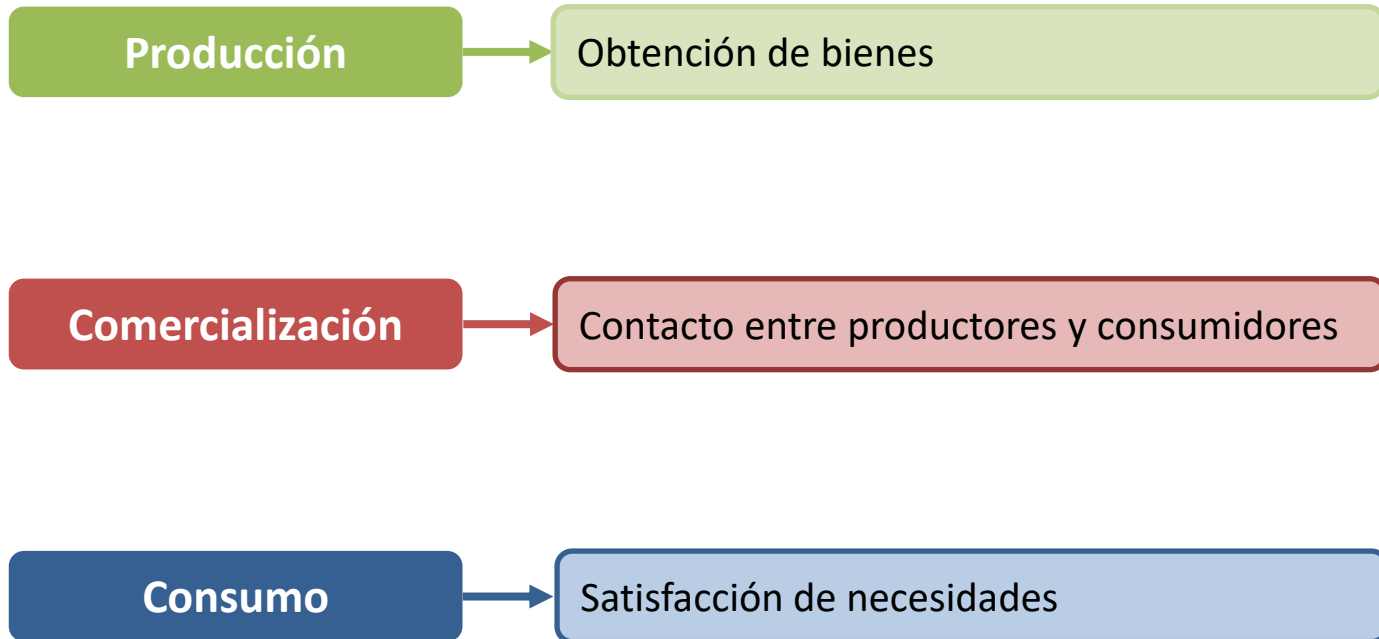 Producción
Obtención de bienes
Comercialización
Contacto entre productores y consumidores
Consumo
Satisfacción de necesidades